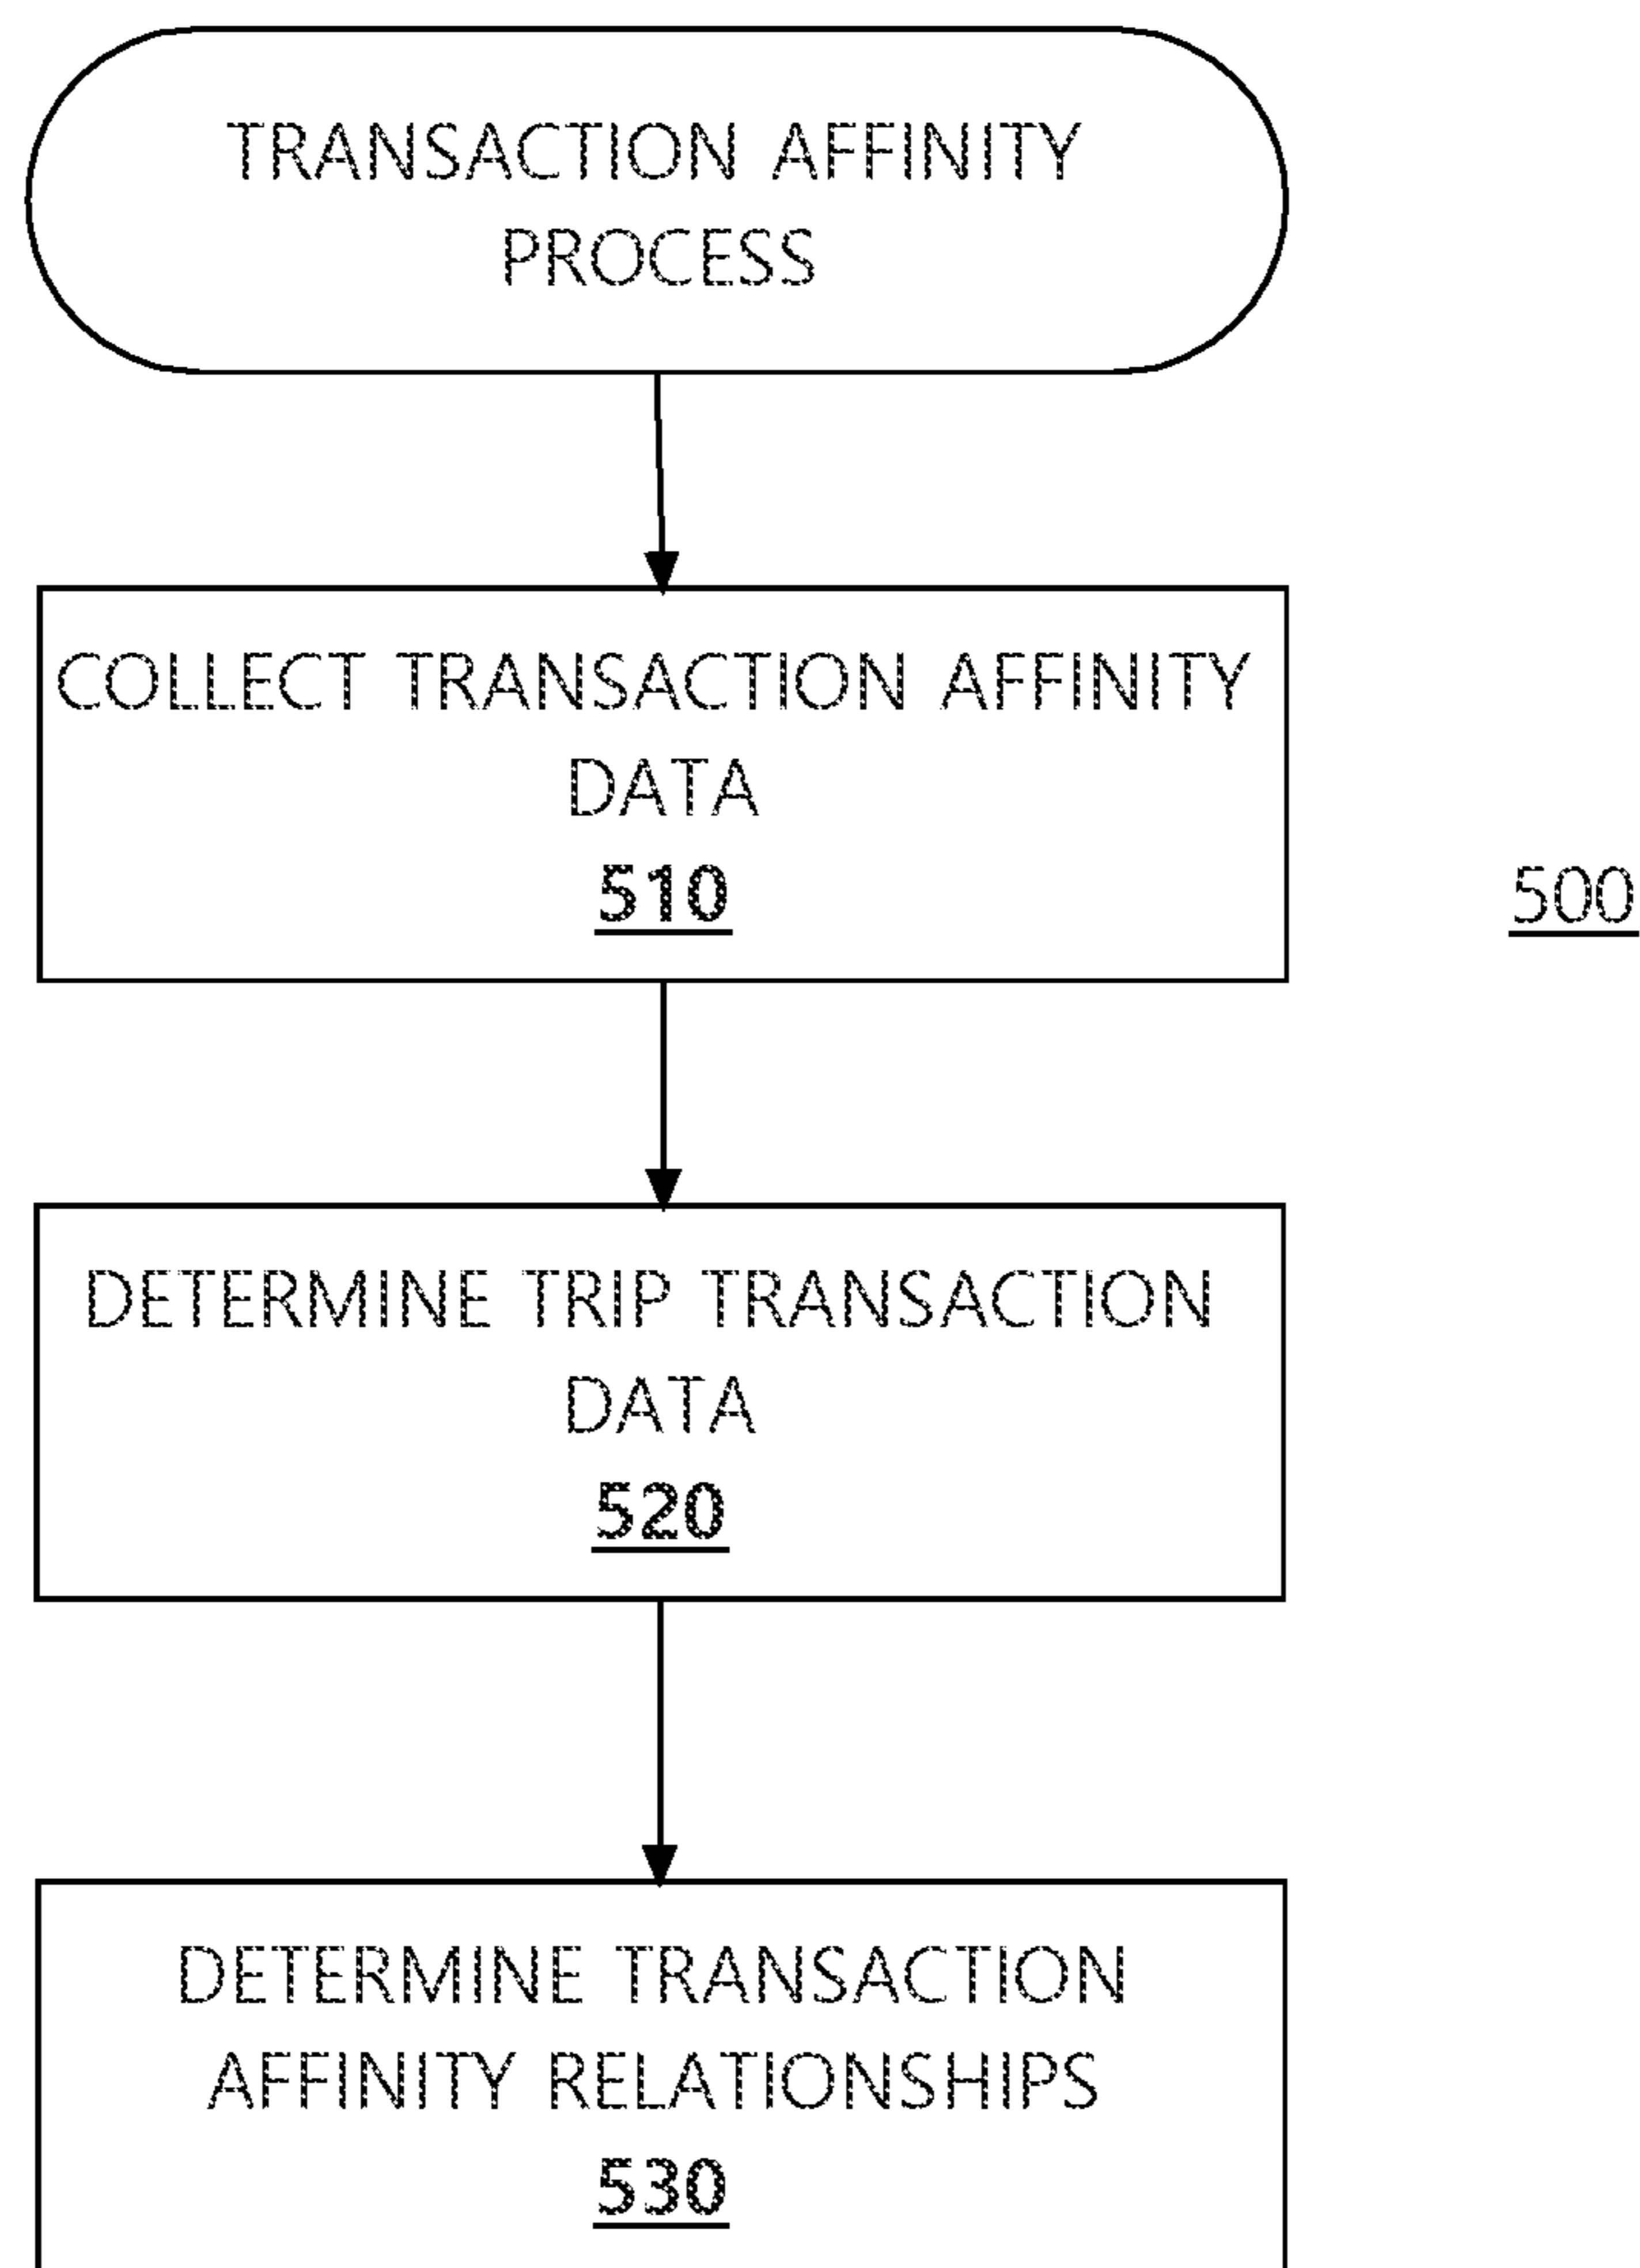 TRANSACTION AFFINITY
PROCESS
COLLECT TRANSACTION AFFINITY
DATA
510
500
DETERMINE TRIP TRANSACTION
DATA
520
DETERMINE TRANSACTION
AFFINITY RELATIONSHIPS
530